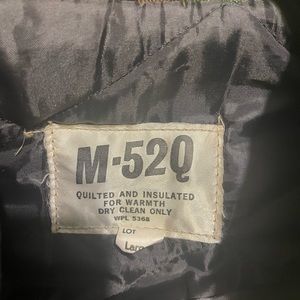 M-52Q
QUILTED AND INSULATED
FOR WARMTH
DRY CLEAN ONLY
WPL 5368
LOT